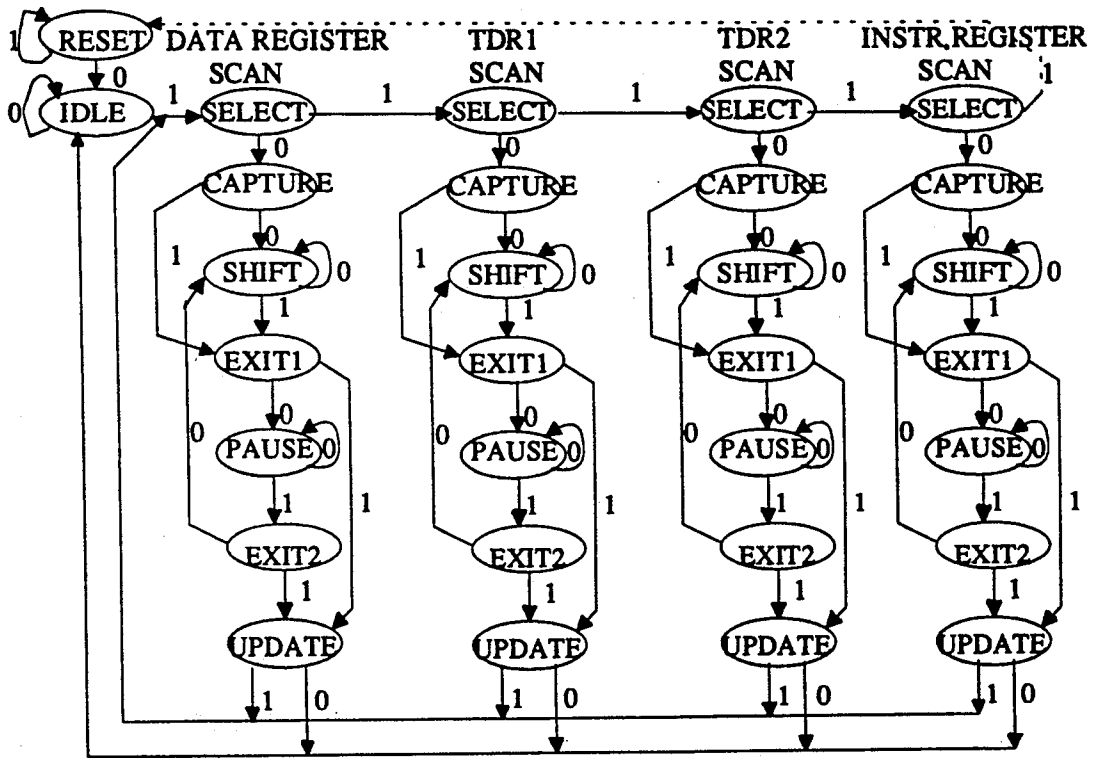 1 RESET DATA REGISTER TDR1 TDR2 INSTR.REGISTER
0 SCAN SCAN SCAN SCAN 1
0 IDLE 1 SELECT 1 SELECT 1 SELECT 1 SELECT
0 0 0 0
CAPTURE CAPTURE CAPTURE CAPTURE
0 0 0 0
1 SHIFT 0 1 SHIFT 0 1 SHIFT 0 1 SHIFT 0
1 1 1 1
EXIT1 EXIT1 EXIT1 EXIT1
0 0 0 0
0 PAUSE 0 0 PAUSE 0 0 PAUSE 0 0 PAUSE 0
1 1 1 1 1 1 1 1
EXIT2 EXIT2 EXIT2 EXIT2
1 1 1 1
UPDATE UPDATE UPDATE UPDATE
1 0 1 0 1 0 1 0